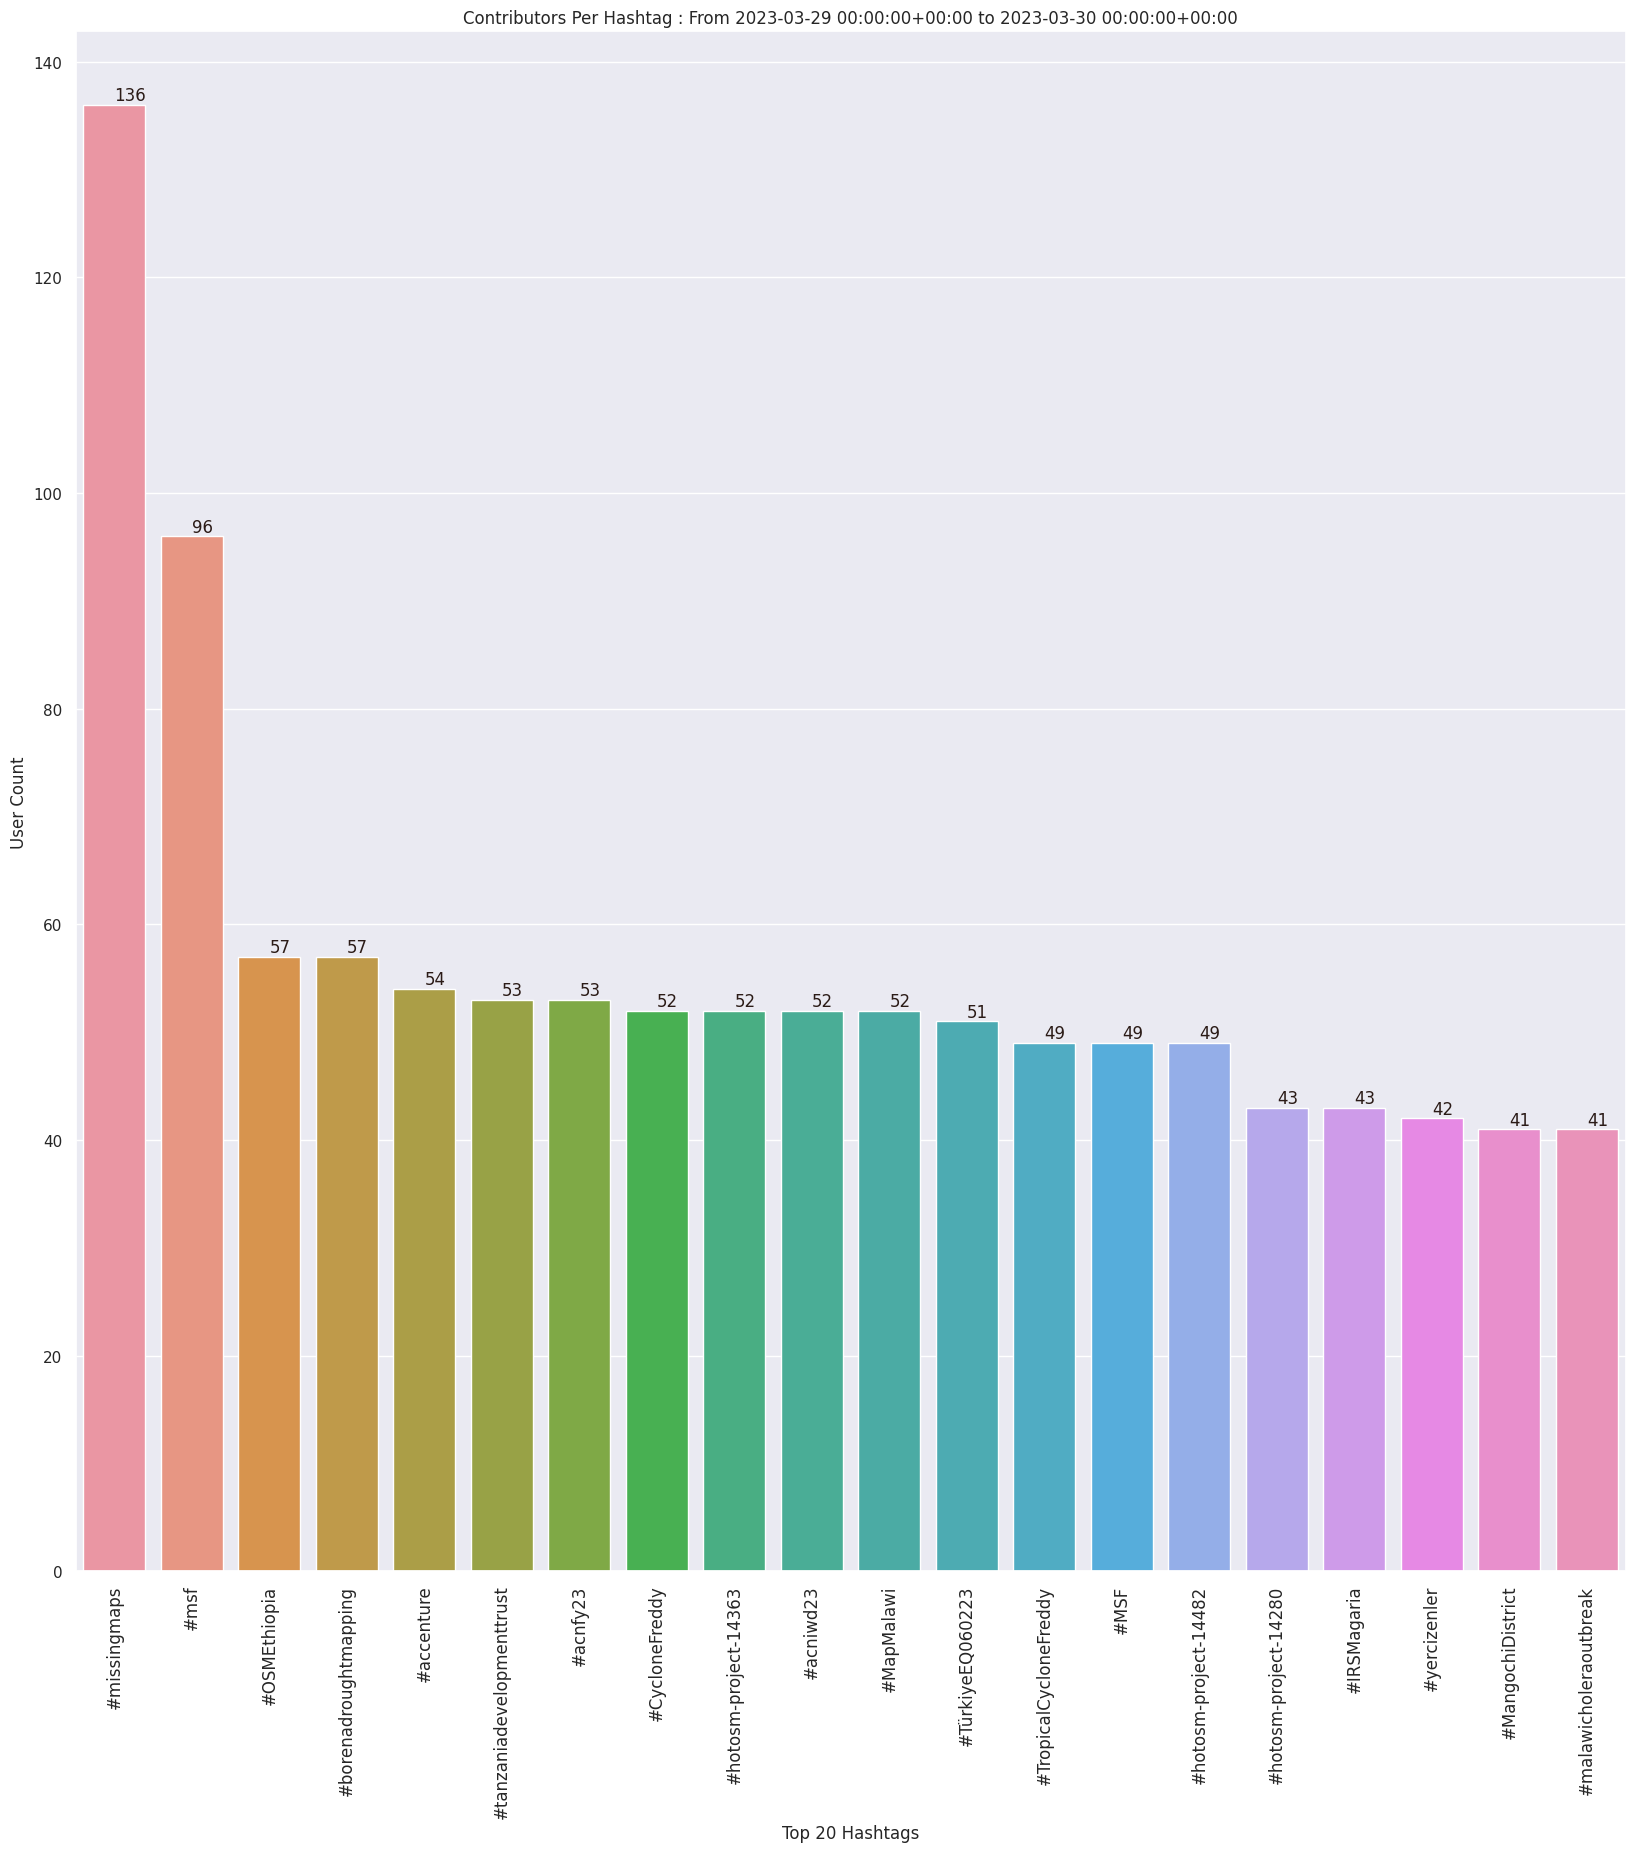 Contributors Per Hashtag : From 2023-03-29 00:00:00+00:00 to 2023-03-30 00:00:00+00:00
User Count
140
120
100
80
60
40
20
0
136
96
57
57
54
53
53
52
52
52
52
51
49
49
49
43
43
42
41
41
#missingmaps
#msf
#OSMEthiopia
#borenadroughtmapping
#accenture
#tanzaniadevelopmenttrust
#acnfy23
#CycloneFreddy
#hotosm-project-14363
#acniwd23
#MapMalawi
#TürkiyeEQ060223
#TropicalCycloneFreddy
#MSF
#hotosm-project-14482
#hotosm-project-14280
#IRSMagaria
#yercizenler
#MangochiDistrict
#malawicholeraoutbreak
Top 20 Hashtags